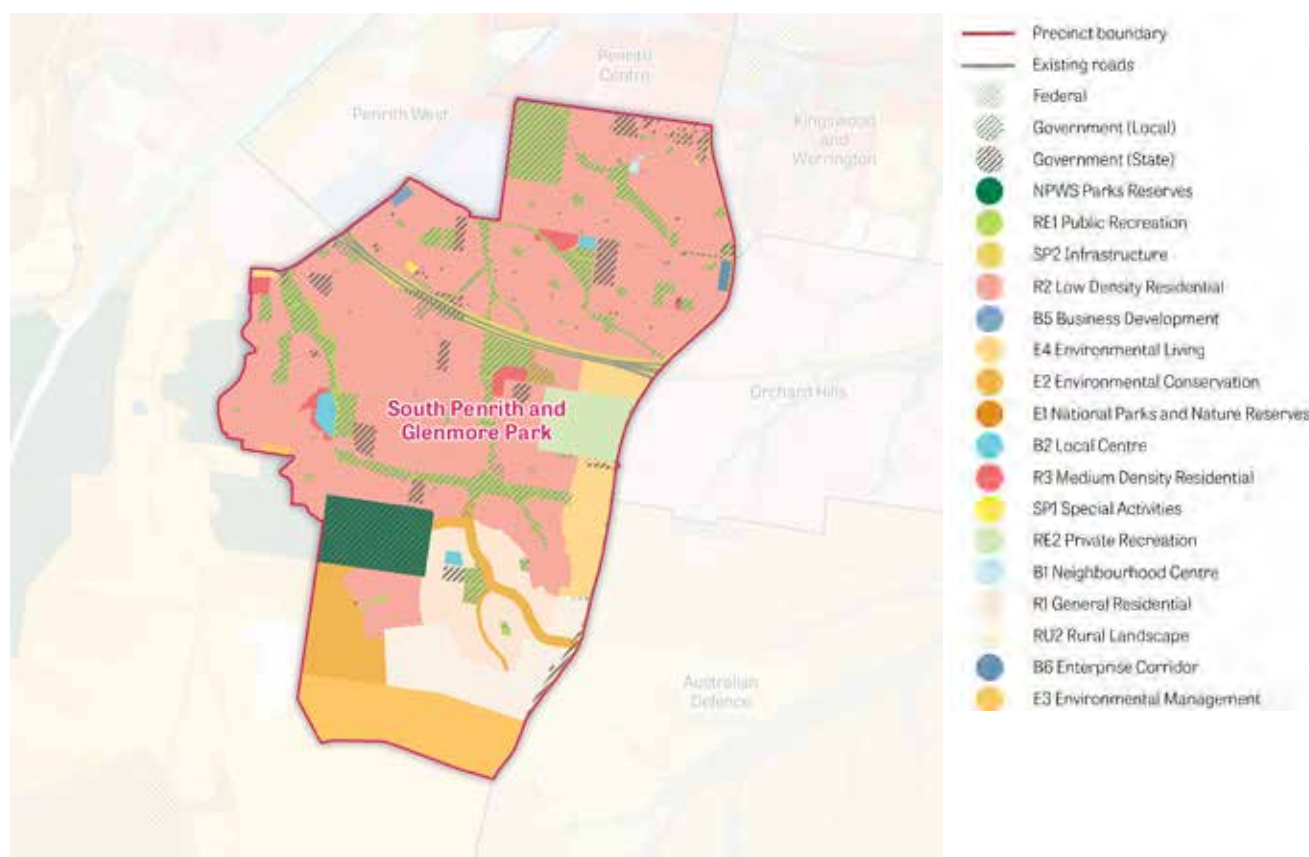 Penrith
Centre
Penrith West
Kingswood
and
Werrington
South Penrith and
Glenmore Park
Orchard Hills
Australian
Defence
Precinct boundary
Existing roads
Federal
Government (Local)
Government (State)
NPWS Parks Reserves
RE1 Public Recreation
SP2 Infrastructure
R2 Low Density Residential
B5 Business Development
E4 Environmental Living
E2 Environmental Conservation
E1 National Parks and Nature Reserves
B2 Local Centre
R3 Medium Density Residential
SP1 Special Activities
RE2 Private Recreation
B1 Neighbourhood Centre
R1 General Residential
RU2 Rural Landscape
B6 Enterprise Corridor
E3 Environmental Management